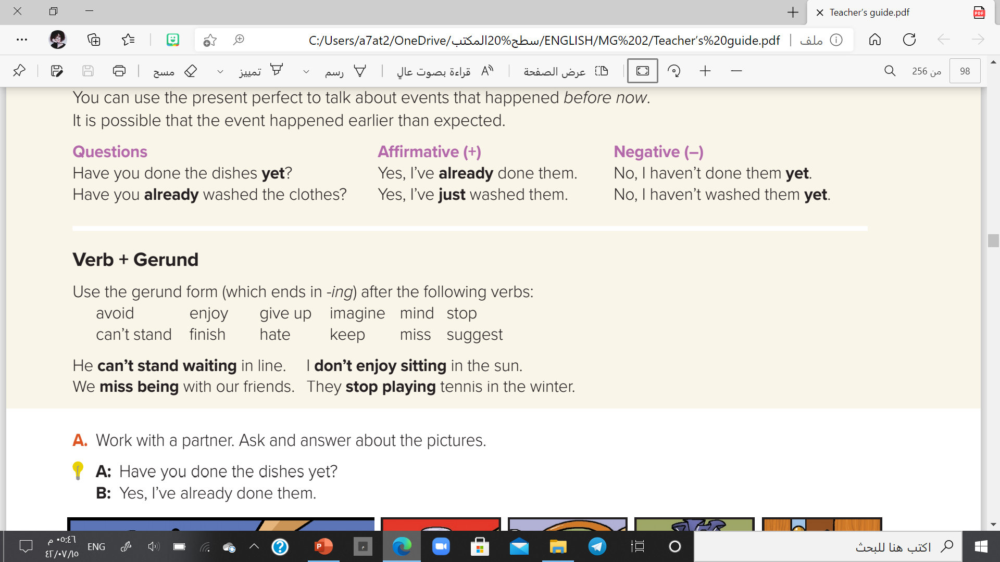 Teacher's guide.pdf
C:/Users/a7at2/OneDrive/سطح%20المكتب/ENGLISH/MG%202/Teacher's%20guide.pdf
ملف
98
من 256
عرض الصفحة
قراءة بصوت عالٍ
رسم
تمييز
مسح
You can use the present perfect to talk about events that happened before now.
It is possible that the event happened earlier than expected.
Questions Affirmative (+) Negative (–)
Have you done the dishes yet? Yes, I've already done them. No, I haven't done them yet.
Have you already washed the clothes? Yes, I've just washed them. No, I haven't washed them yet.
Verb + Gerund
Use the gerund form (which ends in -ing) after the following verbs:
avoid enjoy give up imagine mind stop
can't stand finish hate keep miss suggest
He can't stand waiting in line. I don't enjoy sitting in the sun.
We miss being with our friends. They stop playing tennis in the winter.
A. Work with a partner. Ask and answer about the pictures.
A: Have you done the dishes yet?
B: Yes, I've already done them.
٠٥:٤٦ م
٤٢/٠٧/١٥
ENG
اكتب هنا للبحث